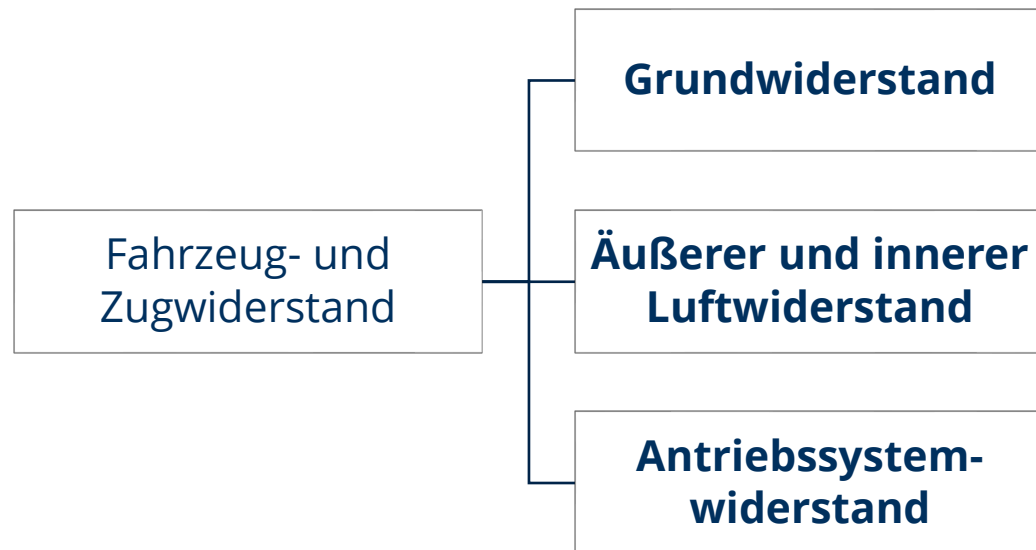 Grundwiderstand
Fahrzeug- und
Zugwiderstand
Äußerer und innerer
Luftwiderstand
Antriebssystem-
widerstand